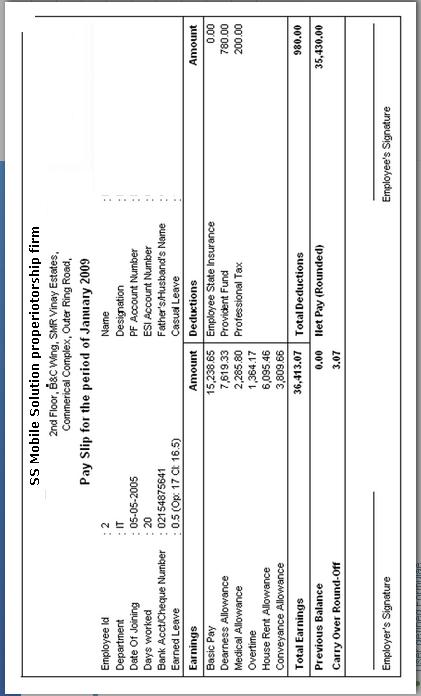 SS Mobile Solution properiotorship firm
2nd Floor, B&C Wing, SMR Vinay Estates,
Commerical Complex, Outer Ring Road,
Pay Slip for the period of January 2009
Employee Id : 2 Name :
Department : IT Designation :
Date Of Joining : 05-05-2005 PF Account Number :
Days worked : 20 ESI Account Number :
Bank Acct/Cheque Number : 02154875641 Father's/Husband's Name :
Earned Leave : 0.5 (Op: 17 Cl: 16.5) Casual Leave :
Earnings Amount Deductions Amount
Basic Pay 15,238.65 Employee State Insurance 0.00
Dearness Allowance 7,619.33 Provident Fund 780.00
Medical Allowance 2,285.80 Professional Tax 200.00
Overtime 1,364.17
House Rent Allowance 6,095.46
Conveyance Allowance 3,809.66
Total Earnings 36,413.07 Total Deductions 980.00
Previous Balance 0.00 Net Pay (Rounded) 35,430.00
Carry Over Round-Off 3.07
Employer's Signature Employee's Signature